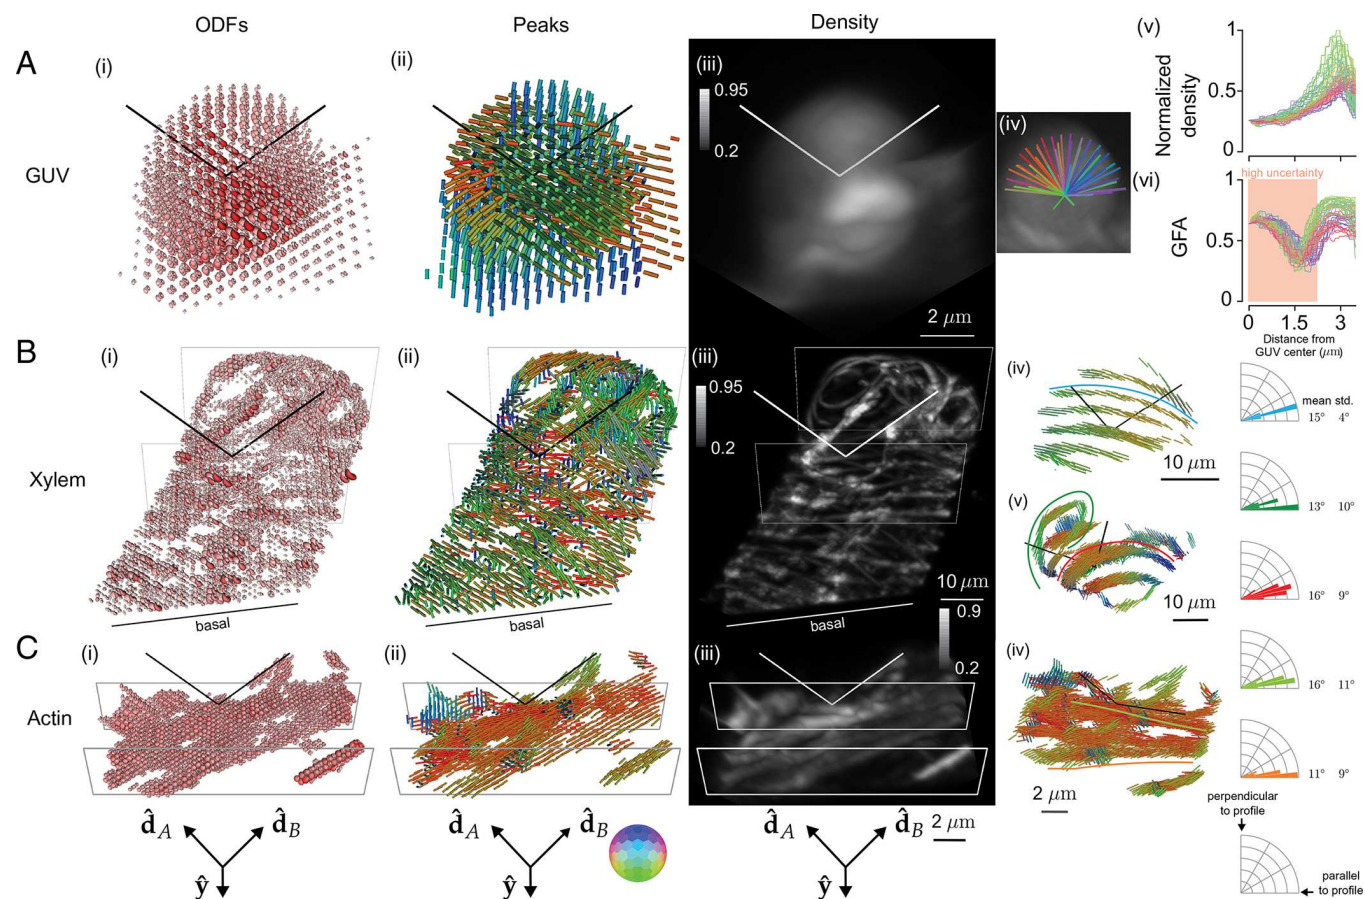 ODFs
Peaks
Density
A
(i)
(ii)
(iii)
0.95
0.2
(iv)
(v)
1
0.5
0
Normalized
density
(vi)
high uncertainty
1
0.5
0
GFA
0
1.5
3
Distance from
GUV center (μm)
GUV
2 μm
B
(i)
(ii)
(iii)
0.95
0.2
(iv)
10 μm
mean std.
15° 4°
Xylem
(v)
13° 10°
10 μm
16° 9°
basal
basal
basal
10 μm
0.9
0.2
C
(i)
(ii)
(iii)
(iv)
16° 11°
Actin
11° 9°
2 μm
perpendicular
to profile
d̂A
d̂B
ŷ
d̂A
d̂B
ŷ
d̂A
d̂B
ŷ
2 μm
parallel
to profile